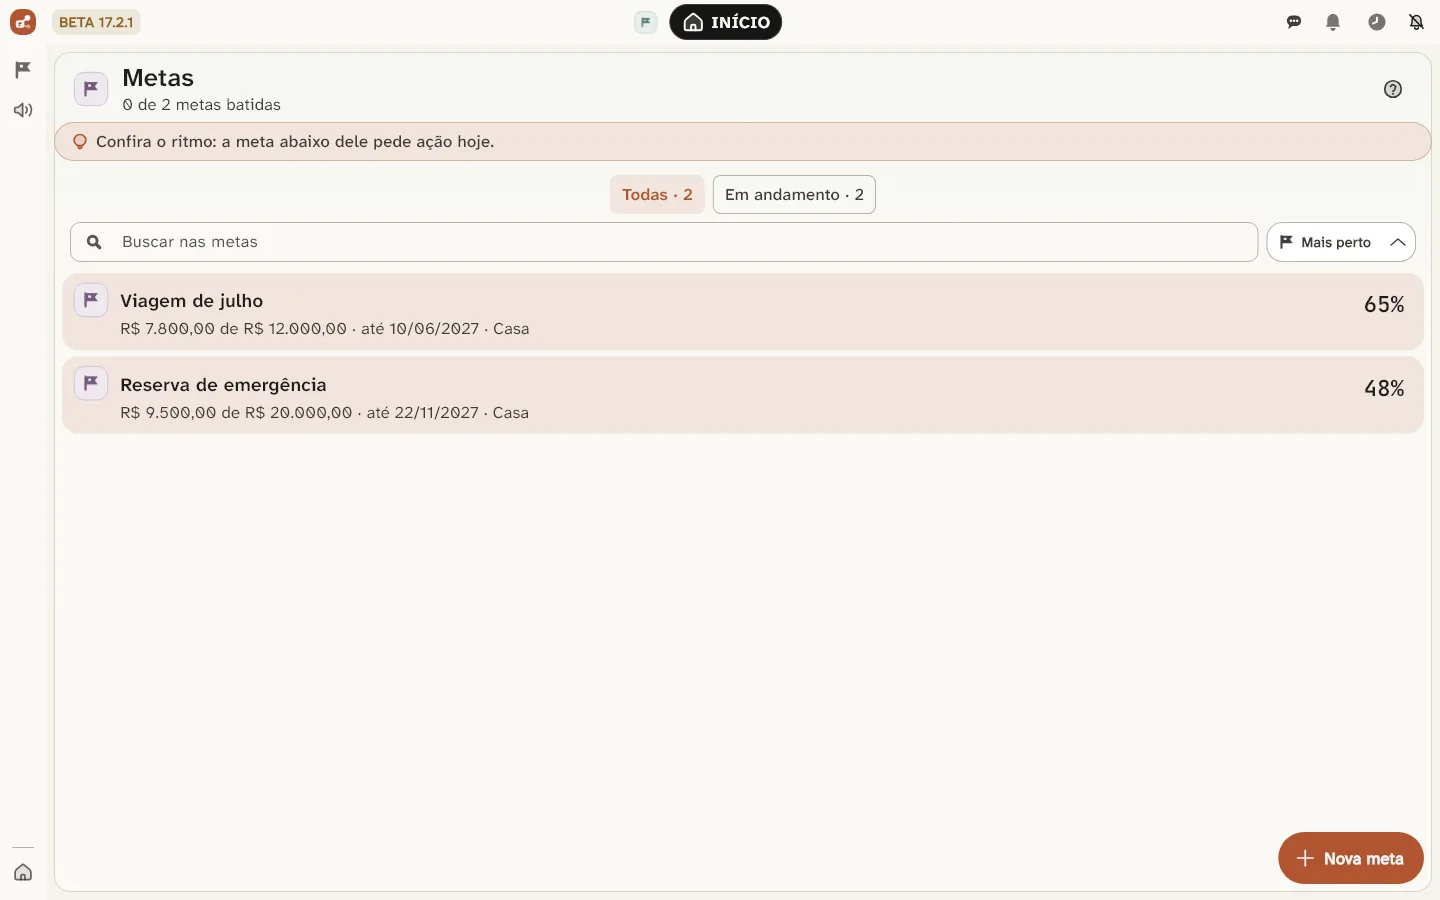 BETA 17.2.1
INÍCIO
Metas
0 de 2 metas batidas
Confira o ritmo: a meta abaixo dele pede ação hoje.
Todas · 2
Em andamento · 2
Buscar nas metas
Mais perto
Viagem de julho
65%
R$ 7.800,00 de R$ 12.000,00 · até 10/06/2027 · Casa
Reserva de emergência
48%
R$ 9.500,00 de R$ 20.000,00 · até 22/11/2027 · Casa
Nova meta